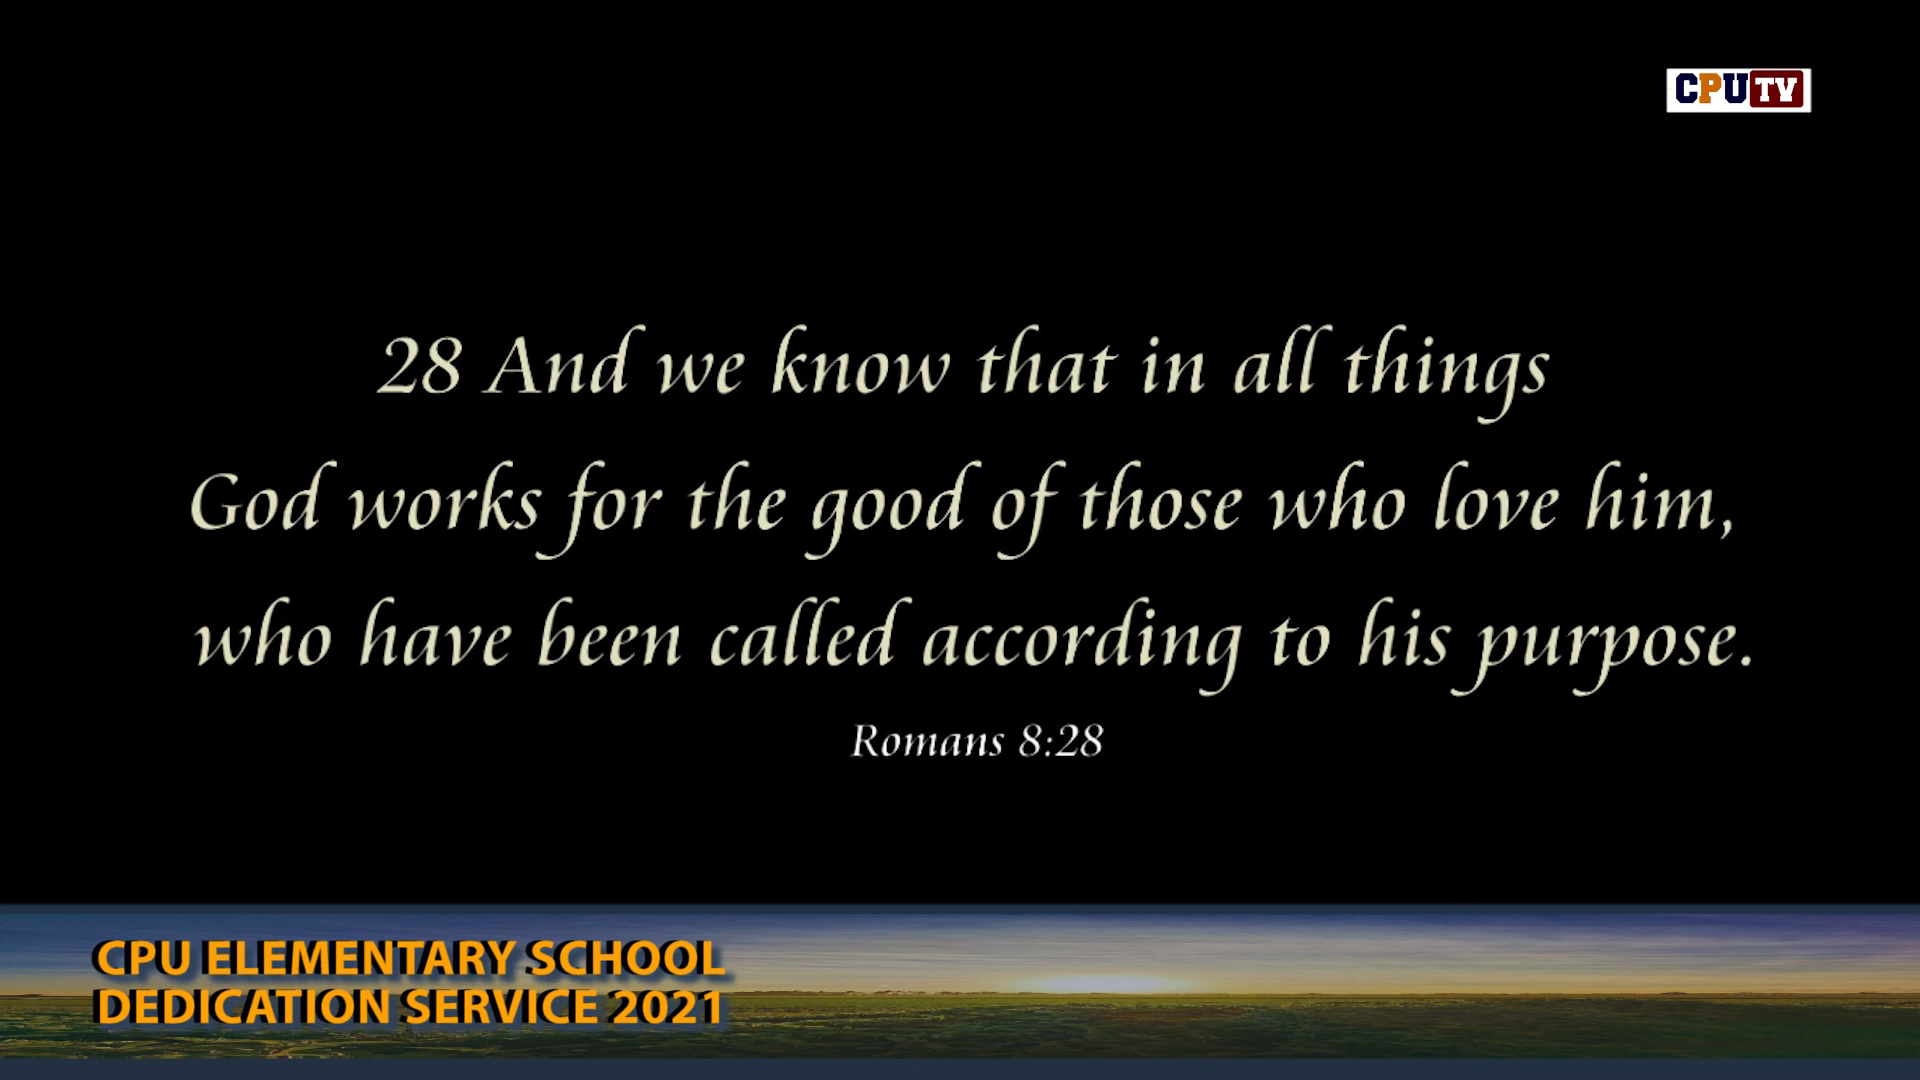 CPUTV
28 And we know that in all things
God works for the good of those who love him,
who have been called according to his purpose.
Romans 8:28
CPU ELEMENTARY SCHOOL
DEDICATION SERVICE 2021